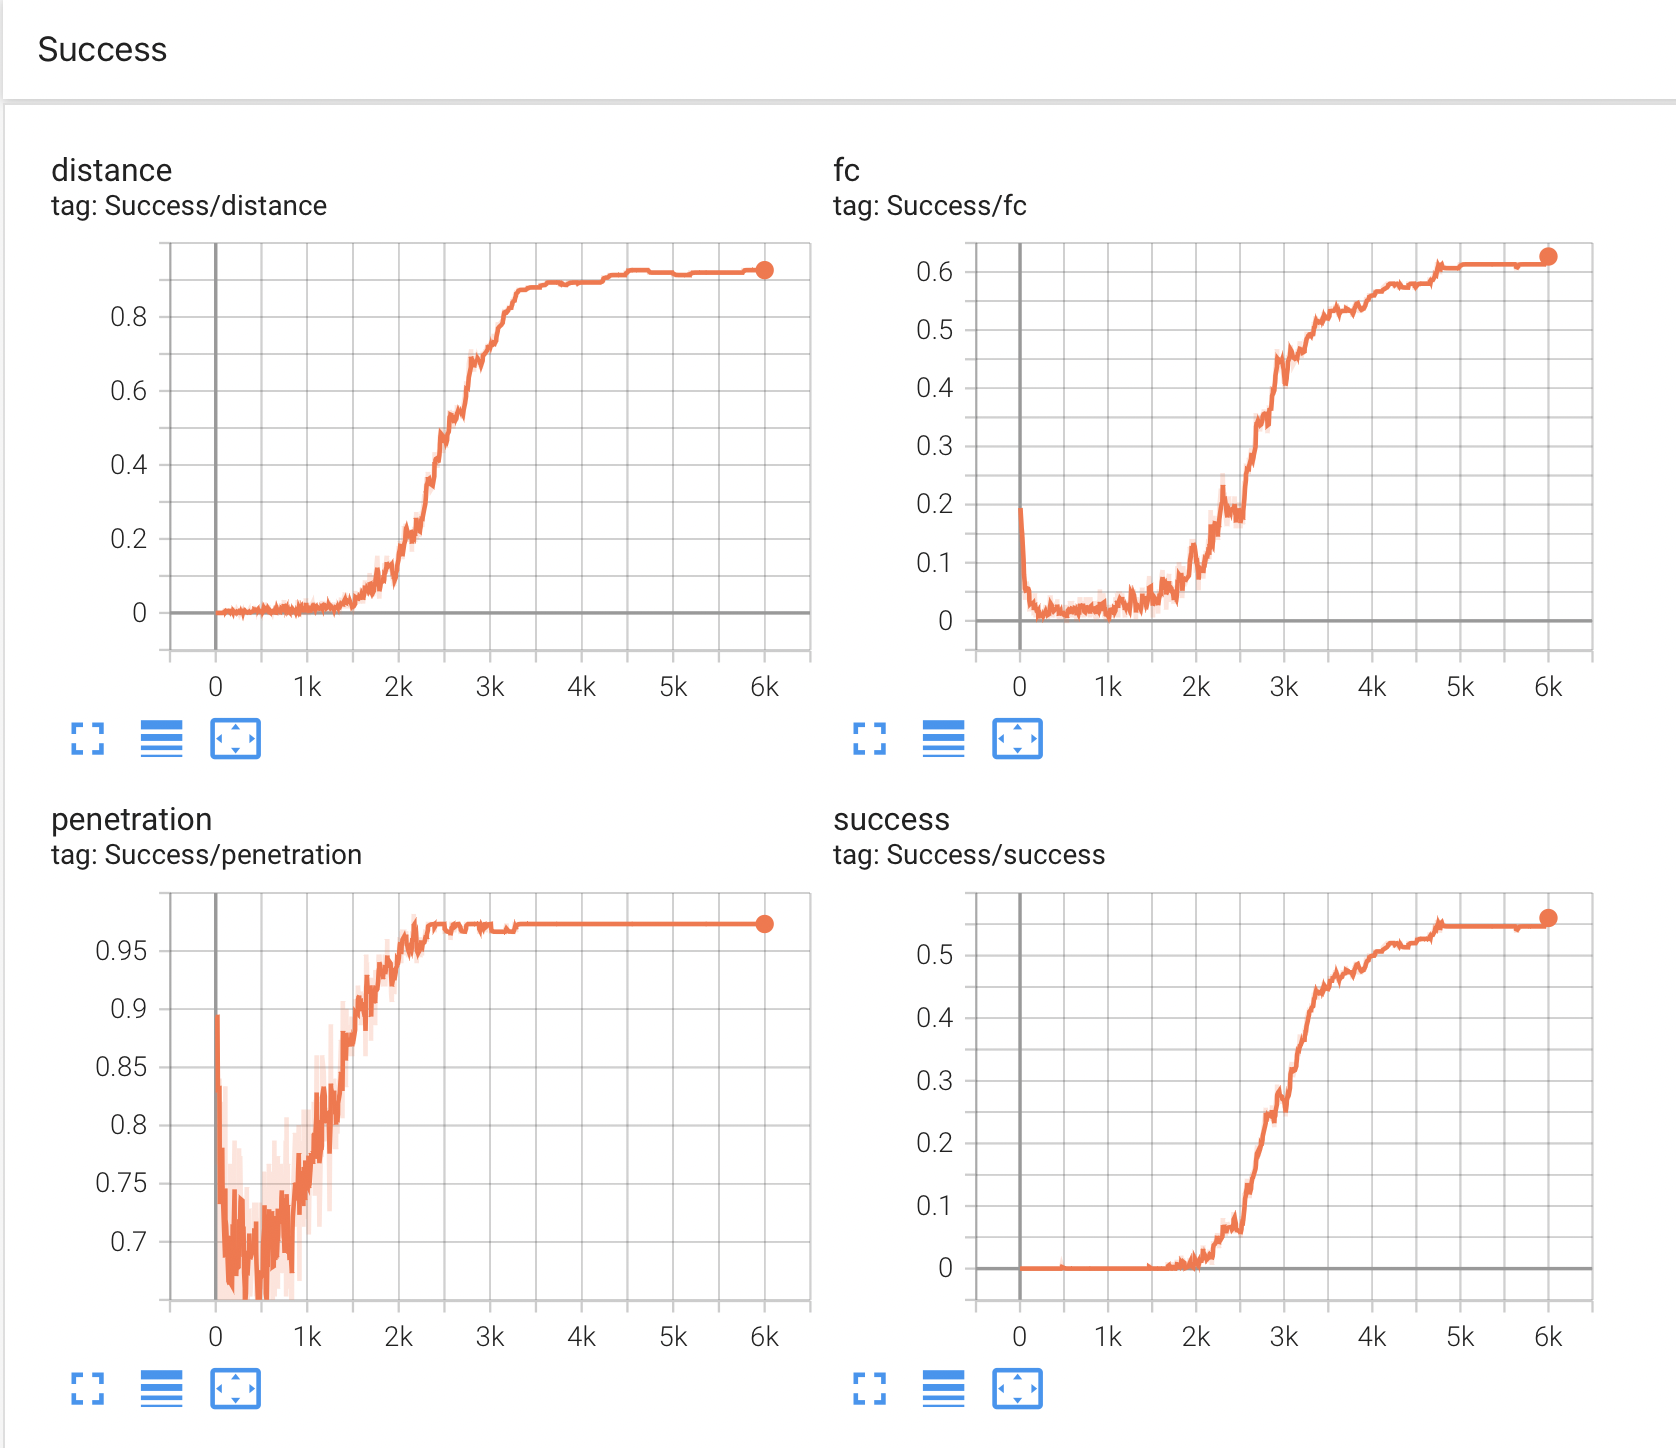 Success
distance
tag: Success/distance
0.8
0.6
0.4
0.2
0
0 1k 2k 3k 4k 5k 6k
fc
tag: Success/fc
0.6
0.5
0.4
0.3
0.2
0.1
0
0 1k 2k 3k 4k 5k 6k
penetration
tag: Success/penetration
0.95
0.9
0.85
0.8
0.75
0.7
0 1k 2k 3k 4k 5k 6k
success
tag: Success/success
0.5
0.4
0.3
0.2
0.1
0
0 1k 2k 3k 4k 5k 6k